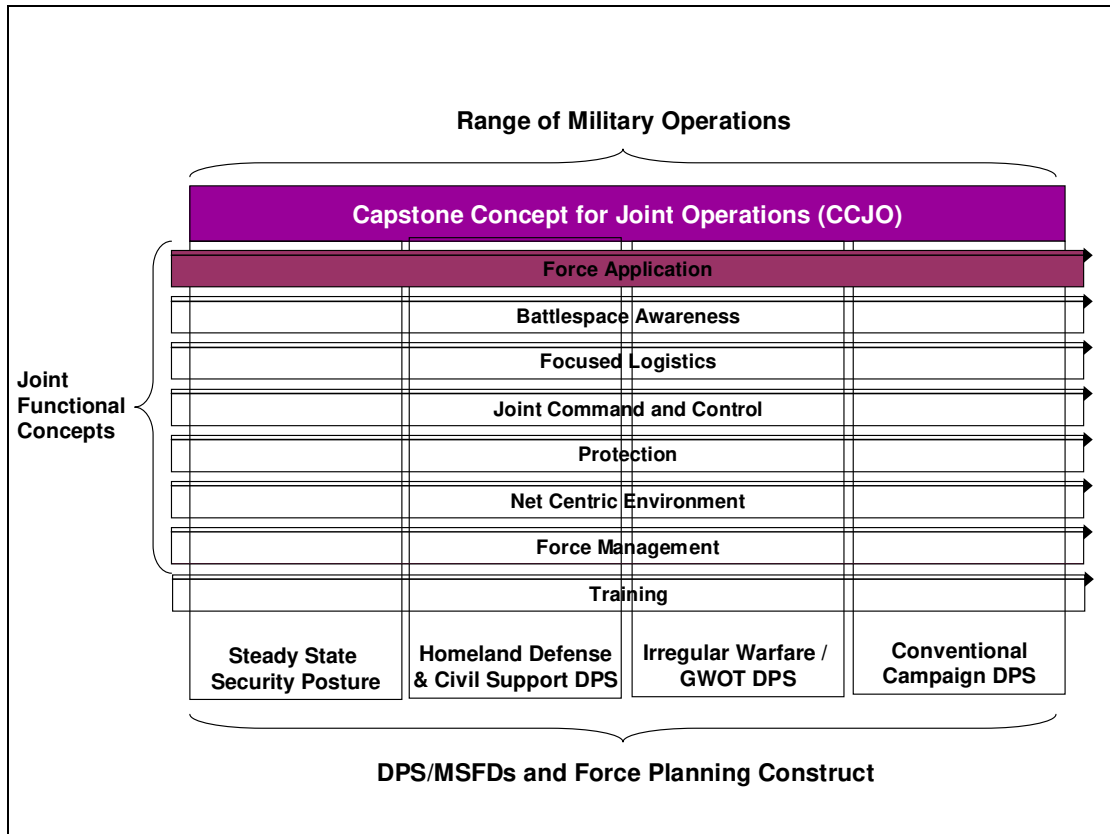 Range of Military Operations
Capstone Concept for Joint Operations (CCJO)
Force Application
Battlespace Awareness
Focused Logistics
Joint Command and Control
Protection
Net Centric Environment
Force Management
Training
Joint
Functional
Concepts
Steady State
Security Posture
Homeland Defense
& Civil Support DPS
Irregular Warfare /
GWOT DPS
Conventional
Campaign DPS
DPS/MSFDs and Force Planning Construct